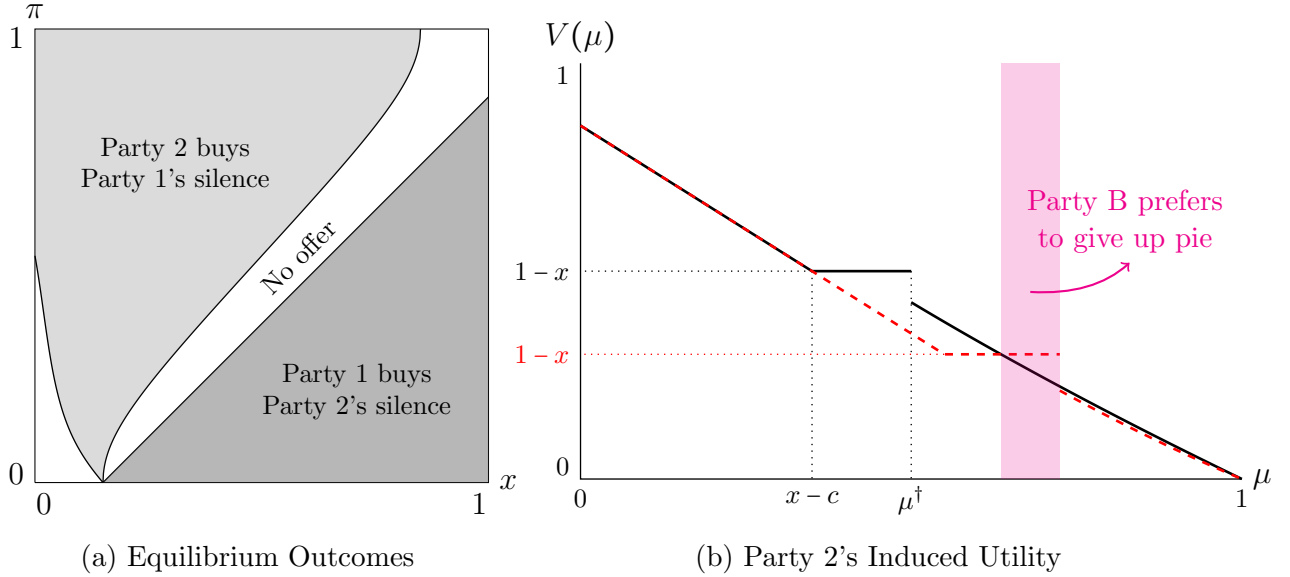 π
1
Party 2 buys
Party 1's silence
No offer
Party 1 buys
Party 2's silence
0
x
0
1
(a) Equilibrium Outcomes
V(μ)
1
Party B prefers
to give up pie
1 − x
1 − x
0
μ
0
x − c
μ†
1
(b) Party 2's Induced Utility